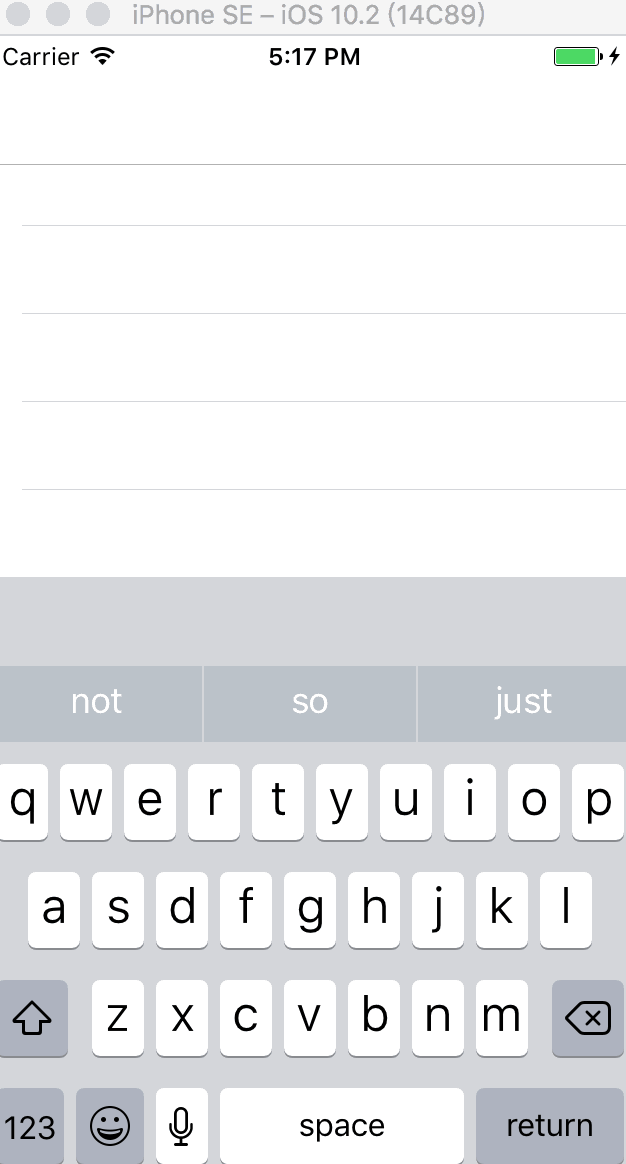 iPhone SE – iOS 10.2 (14C89)
Carrier 5:17 PM
not so just
q w e r t y u i o p
a s d f g h j k l
z x c v b n m
123 space return